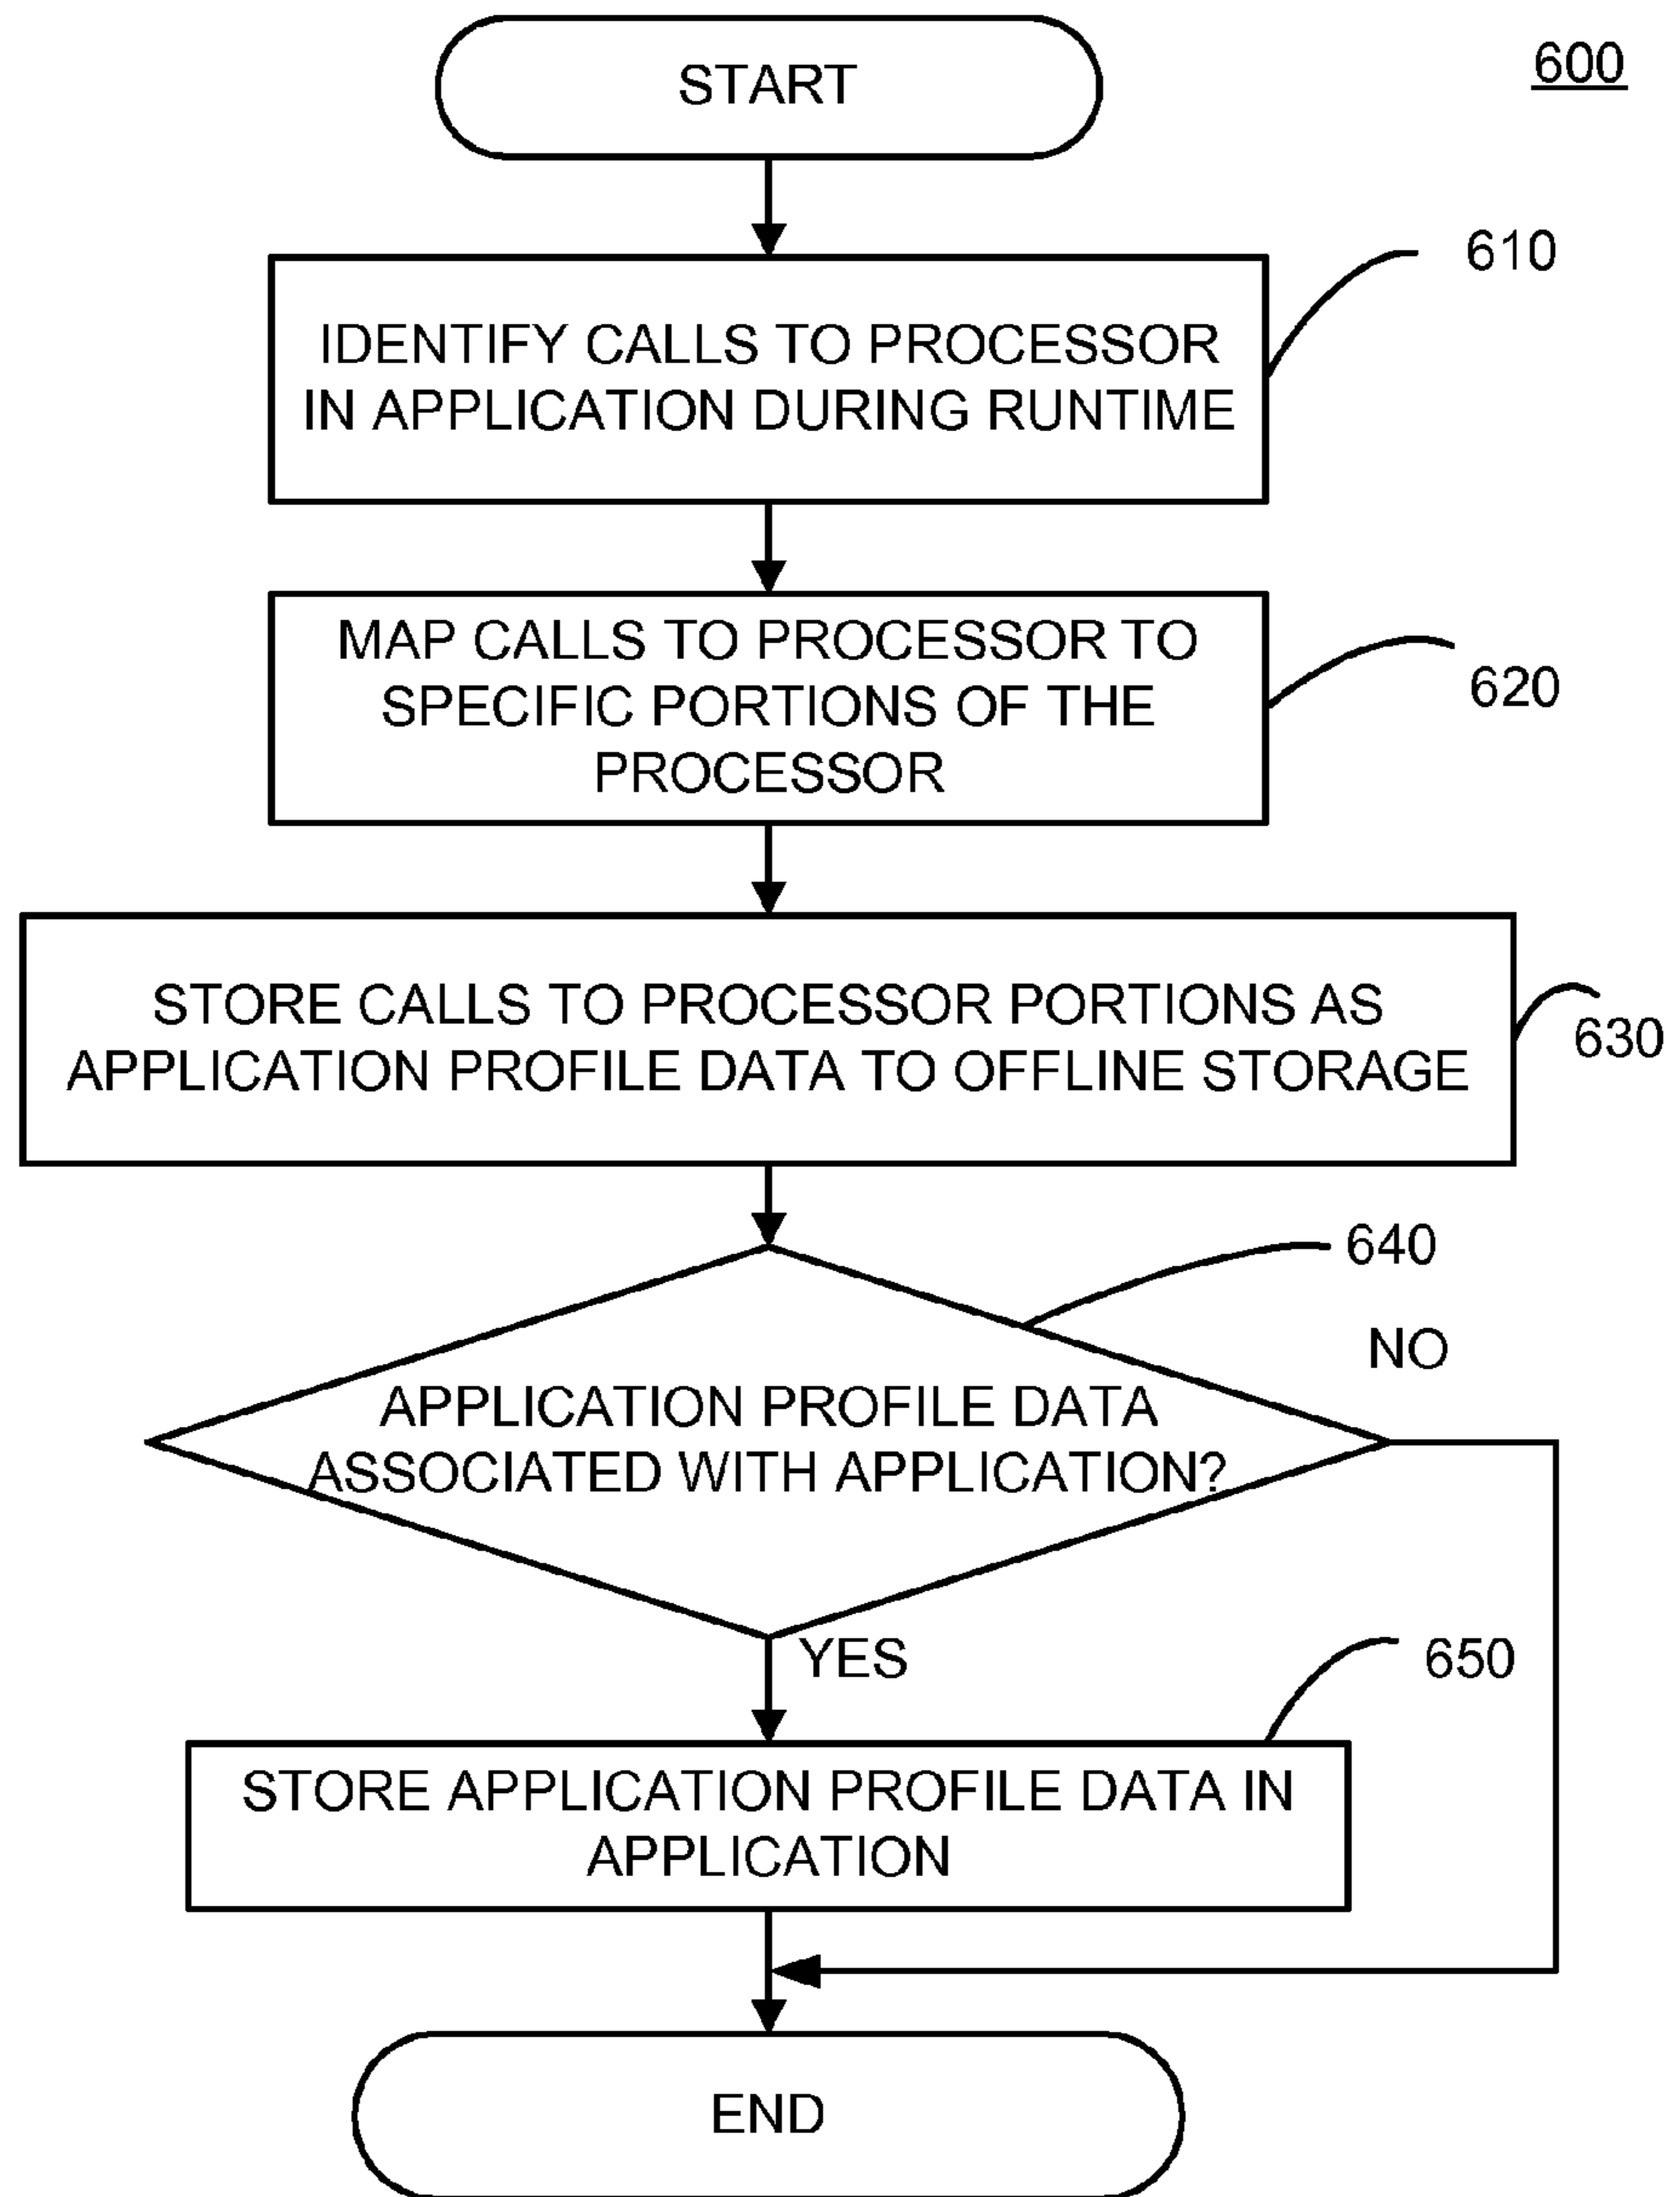 START
600
610
IDENTIFY CALLS TO PROCESSOR
IN APPLICATION DURING RUNTIME
MAP CALLS TO PROCESSOR TO
SPECIFIC PORTIONS OF THE
PROCESSOR
620
STORE CALLS TO PROCESSOR PORTIONS AS
APPLICATION PROFILE DATA TO OFFLINE STORAGE
630
640
NO
APPLICATION PROFILE DATA
ASSOCIATED WITH APPLICATION?
YES
650
STORE APPLICATION PROFILE DATA IN
APPLICATION
END